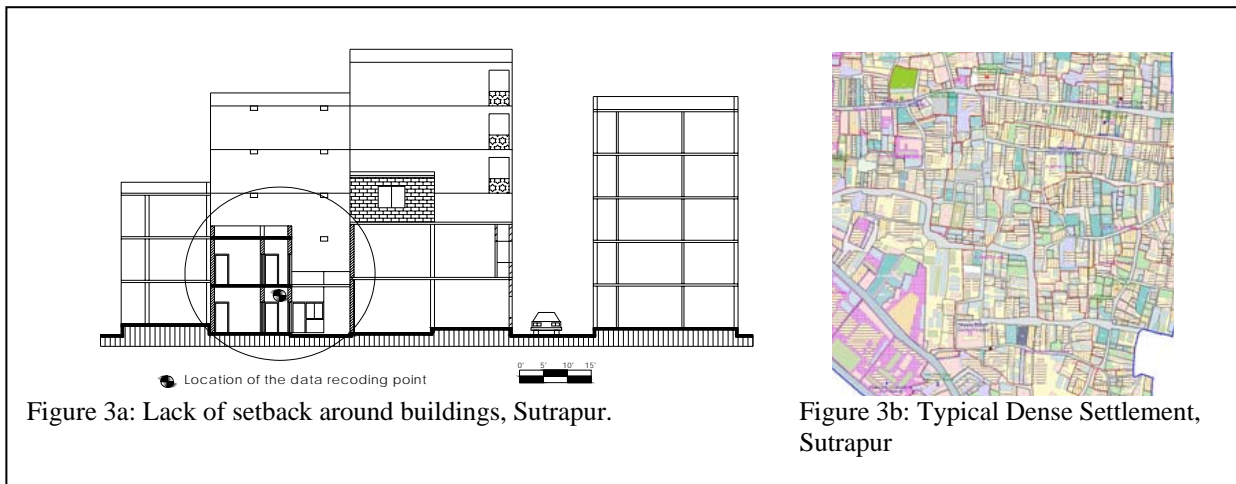 0' 5' 10' 15'
Location of the data recoding point
Figure 3a: Lack of setback around buildings, Sutrapur.
Figure 3b: Typical Dense Settlement,
Sutrapur